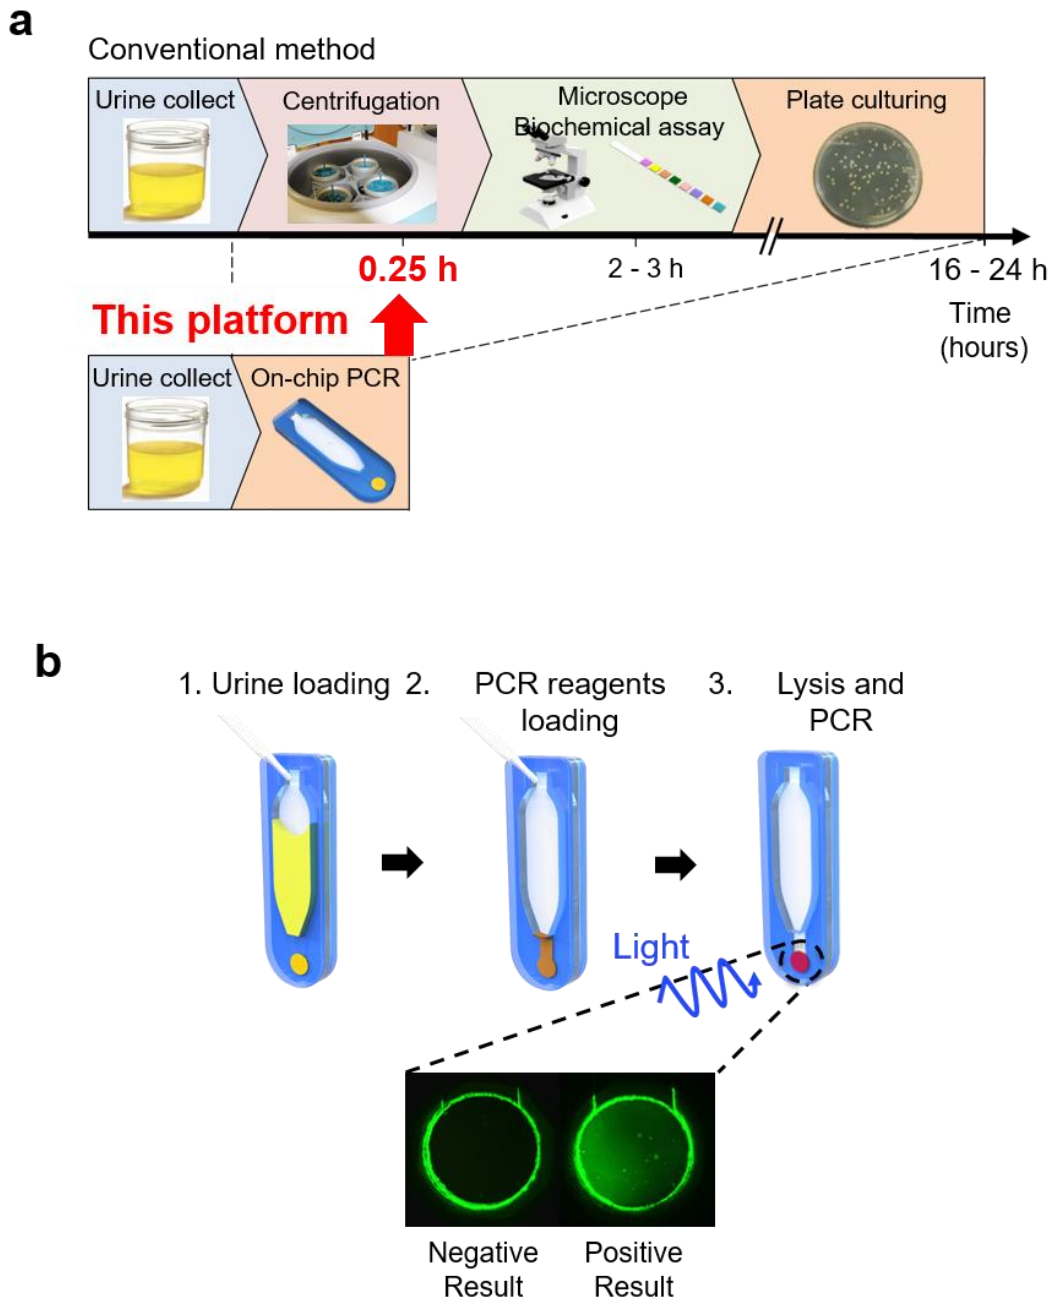 a
Conventional method
Urine collect
Centrifugation
Microscope
Biochemical assay
Plate culturing
0.25 h
2 - 3 h
16 - 24 h
Time
(hours)
This platform
Urine collect
On-chip PCR
b
1. Urine loading
2. PCR reagents
loading
3. Lysis and
PCR
Light
Negative
Result
Positive
Result